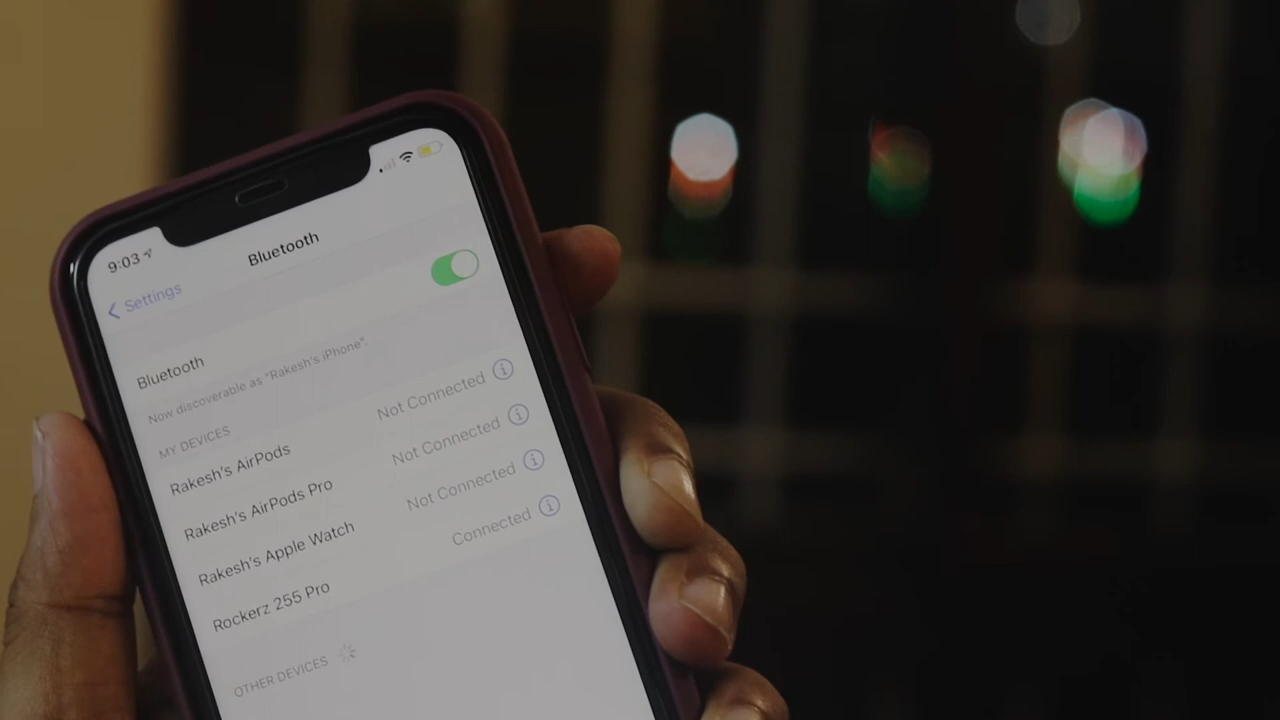 9:03
Settings
Bluetooth
Bluetooth
Now discoverable as "Rakesh's iPhone".
MY DEVICES
Rakesh's AirPods Not Connected
Rakesh's AirPods Pro Not Connected
Rakesh's Apple Watch Not Connected
Rockerz 255 Pro Connected
OTHER DEVICES